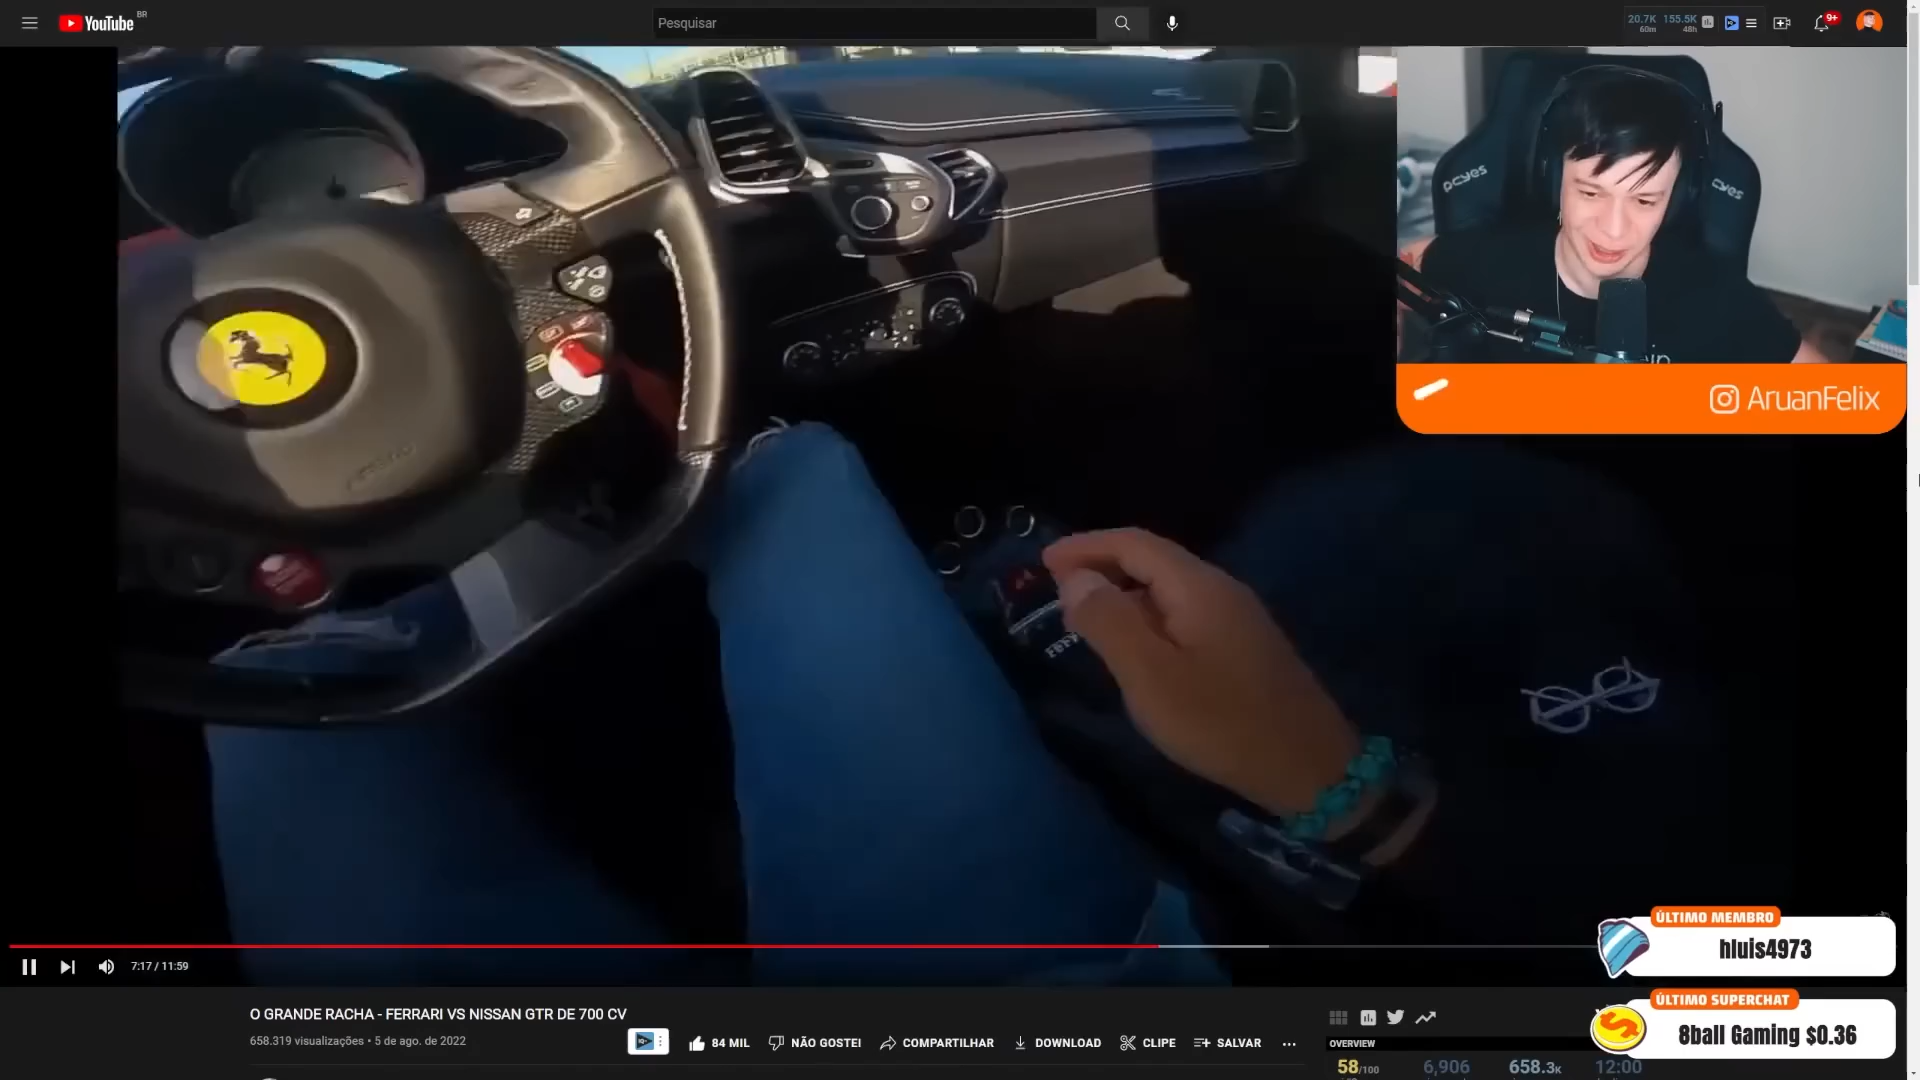 YouTube BR
Pesquisar
20.7K 155.5K
60m 48h
9+
pcyes
cyes
AruanFelix
7:17 / 11:59
O GRANDE RACHA - FERRARI VS NISSAN GTR DE 700 CV
658.319 visualizações • 5 de ago. de 2022
84 MIL
NÃO GOSTEI
COMPARTILHAR
DOWNLOAD
CLIPE
SALVAR
OVERVIEW
58/100 6,906 658.3K 12:00
ÚLTIMO MEMBRO
hluis4973
ÚLTIMO SUPERCHAT
8ball Gaming $0.36